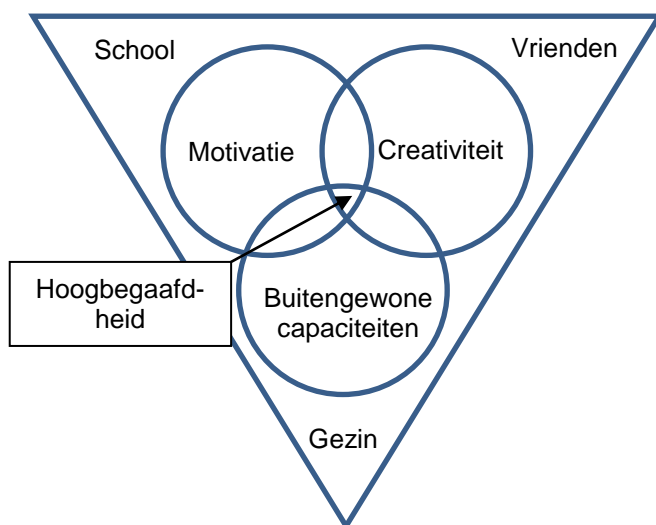 School
Vrienden
Motivatie
Creativiteit
Hoogbegaafd-
heid
Buitengewone
capaciteiten
Gezin